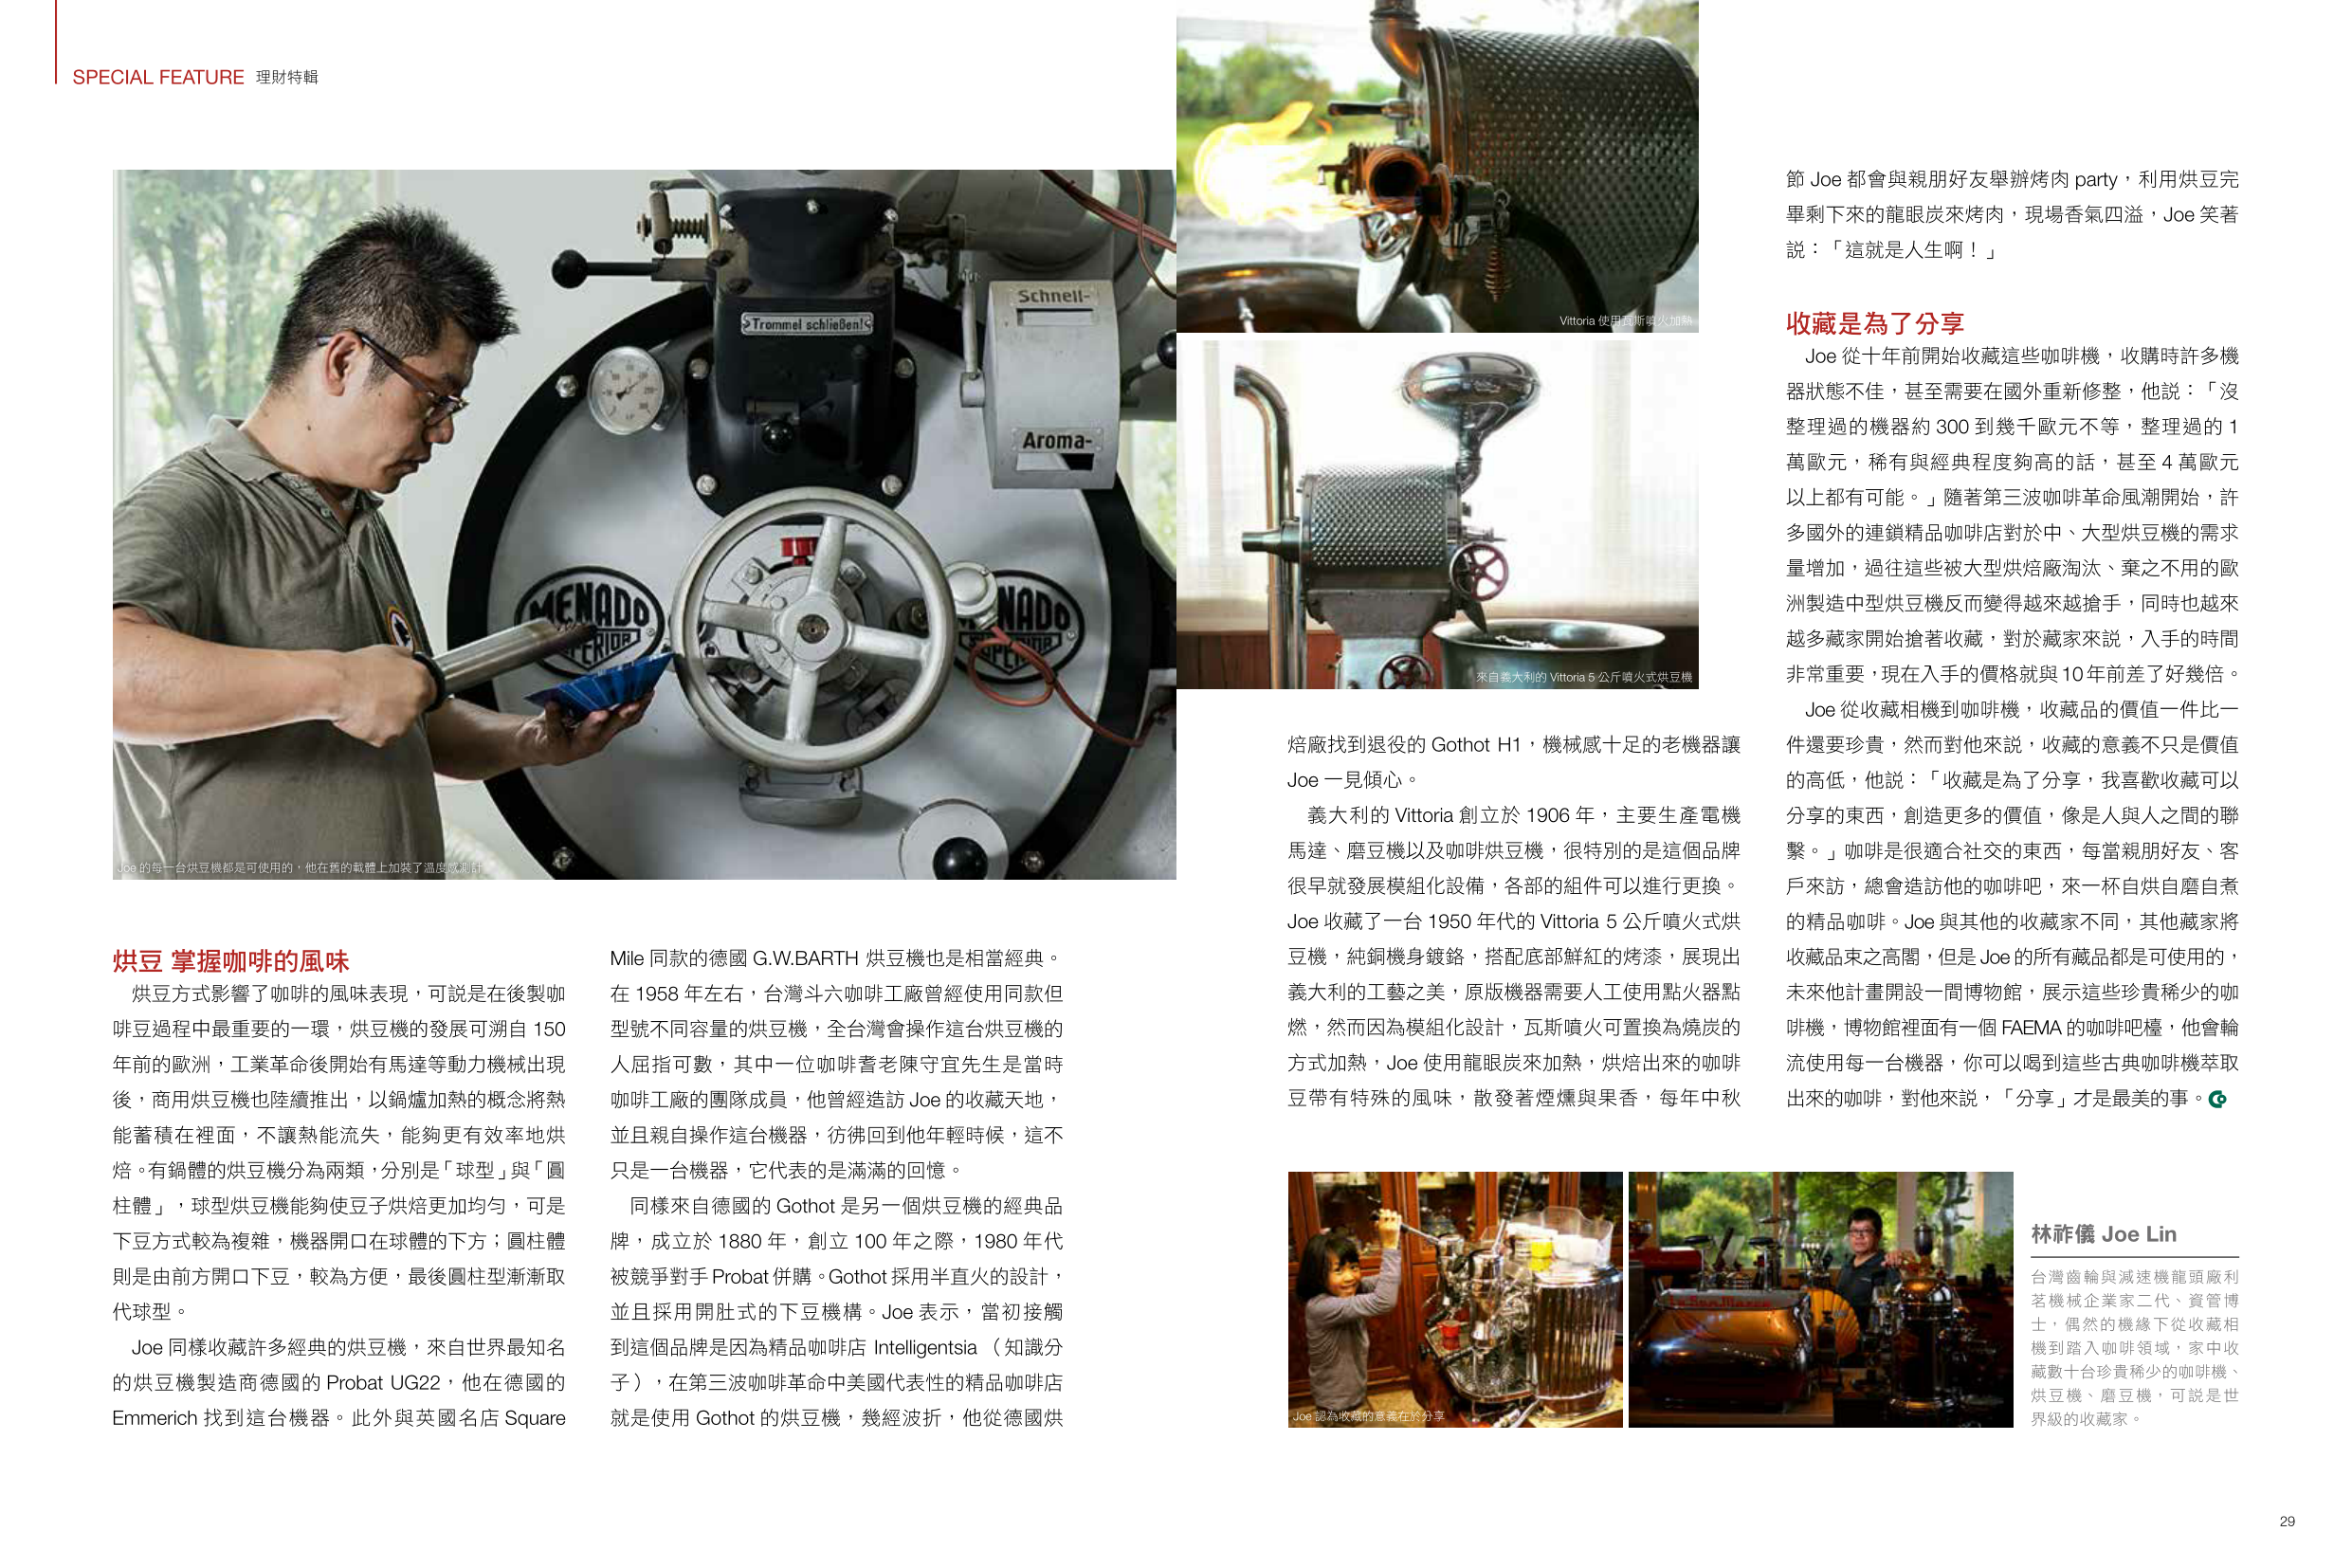 SPECIAL FEATURE 理財特輯
>Trommel schließen!<
Schnell-
Aroma-
MENADO
SUPERIOR
Joe 的每一台烘豆機都是可使用的，他在舊的載體上加裝了溫度感測計
Vittoria 使用瓦斯噴火加熱
來自義大利的 Vittoria 5 公斤噴火式烘豆機
烘豆 掌握咖啡的風味
烘豆方式影響了咖啡的風味表現，可説是在後製咖
啡豆過程中最重要的一環，烘豆機的發展可溯自 150
年前的歐洲，工業革命後開始有馬達等動力機械出現
後，商用烘豆機也陸續推出，以鍋爐加熱的概念將熱
能蓄積在裡面，不讓熱能流失，能夠更有效率地烘
焙。有鍋體的烘豆機分為兩類，分別是「球型」與「圓
柱體」，球型烘豆機能夠使豆子烘焙更加均勻，可是
下豆方式較為複雜，機器開口在球體的下方；圓柱體
則是由前方開口下豆，較為方便，最後圓柱型漸漸取
代球型。
Joe 同樣收藏許多經典的烘豆機，來自世界最知名
的烘豆機製造商德國的 Probat UG22，他在德國的
Emmerich 找到這台機器。此外與英國名店 Square
Mile 同款的德國 G.W.BARTH 烘豆機也是相當經典。
在 1958 年左右，台灣斗六咖啡工廠曾經使用同款但
型號不同容量的烘豆機，全台灣會操作這台烘豆機的
人屈指可數，其中一位咖啡耆老陳守宜先生是當時
咖啡工廠的團隊成員，他曾經造訪 Joe 的收藏天地，
並且親自操作這台機器，彷彿回到他年輕時候，這不
只是一台機器，它代表的是滿滿的回憶。
同樣來自德國的 Gothot 是另一個烘豆機的經典品
牌，成立於 1880 年，創立 100 年之際，1980 年代
被競爭對手 Probat 併購。Gothot 採用半直火的設計，
並且採用開肚式的下豆機構。Joe 表示，當初接觸
到這個品牌是因為精品咖啡店 Intelligentsia （知識分
子），在第三波咖啡革命中美國代表性的精品咖啡店
就是使用 Gothot 的烘豆機，幾經波折，他從德國烘
焙廠找到退役的 Gothot H1，機械感十足的老機器讓
Joe 一見傾心。
義大利的 Vittoria 創立於 1906 年，主要生產電機
馬達、磨豆機以及咖啡烘豆機，很特別的是這個品牌
很早就發展模組化設備，各部的組件可以進行更換。
Joe 收藏了一台 1950 年代的 Vittoria 5 公斤噴火式烘
豆機，純銅機身鍍鉻，搭配底部鮮紅的烤漆，展現出
義大利的工藝之美，原版機器需要人工使用點火器點
燃，然而因為模組化設計，瓦斯噴火可置換為燒炭的
方式加熱，Joe 使用龍眼炭來加熱，烘焙出來的咖啡
豆帶有特殊的風味，散發著煙燻與果香，每年中秋
節 Joe 都會與親朋好友舉辦烤肉 party，利用烘豆完
畢剩下來的龍眼炭來烤肉，現場香氣四溢，Joe 笑著
説：「這就是人生啊！」
收藏是為了分享
Joe 從十年前開始收藏這些咖啡機，收購時許多機
器狀態不佳，甚至需要在國外重新修整，他説：「沒
整理過的機器約 300 到幾千歐元不等，整理過的 1
萬歐元，稀有與經典程度夠高的話，甚至 4 萬歐元
以上都有可能。」隨著第三波咖啡革命風潮開始，許
多國外的連鎖精品咖啡店對於中、大型烘豆機的需求
量增加，過往這些被大型烘焙廠淘汰、棄之不用的歐
洲製造中型烘豆機反而變得越來越搶手，同時也越來
越多藏家開始搶著收藏，對於藏家來説，入手的時間
非常重要，現在入手的價格就與 10 年前差了好幾倍。
Joe 從收藏相機到咖啡機，收藏品的價值一件比一
件還要珍貴，然而對他來説，收藏的意義不只是價值
的高低，他説：「收藏是為了分享，我喜歡收藏可以
分享的東西，創造更多的價值，像是人與人之間的聯
繫。」咖啡是很適合社交的東西，每當親朋好友、客
戶來訪，總會造訪他的咖啡吧，來一杯自烘自磨自煮
的精品咖啡。Joe 與其他的收藏家不同，其他藏家將
收藏品束之高閣，但是 Joe 的所有藏品都是可使用的，
未來他計畫開設一間博物館，展示這些珍貴稀少的咖
啡機，博物館裡面有一個 FAEMA 的咖啡吧檯，他會輪
流使用每一台機器，你可以喝到這些古典咖啡機萃取
出來的咖啡，對他來説，「分享」才是最美的事。
Joe 認為收藏的意義在於分享
林祚儀 Joe Lin
台灣齒輪與減速機龍頭廠利
茗機械企業家二代、資管博
士，偶然的機緣下從收藏相
機到踏入咖啡領域，家中收
藏數十台珍貴稀少的咖啡機、
烘豆機、磨豆機，可説是世
界級的收藏家。
29